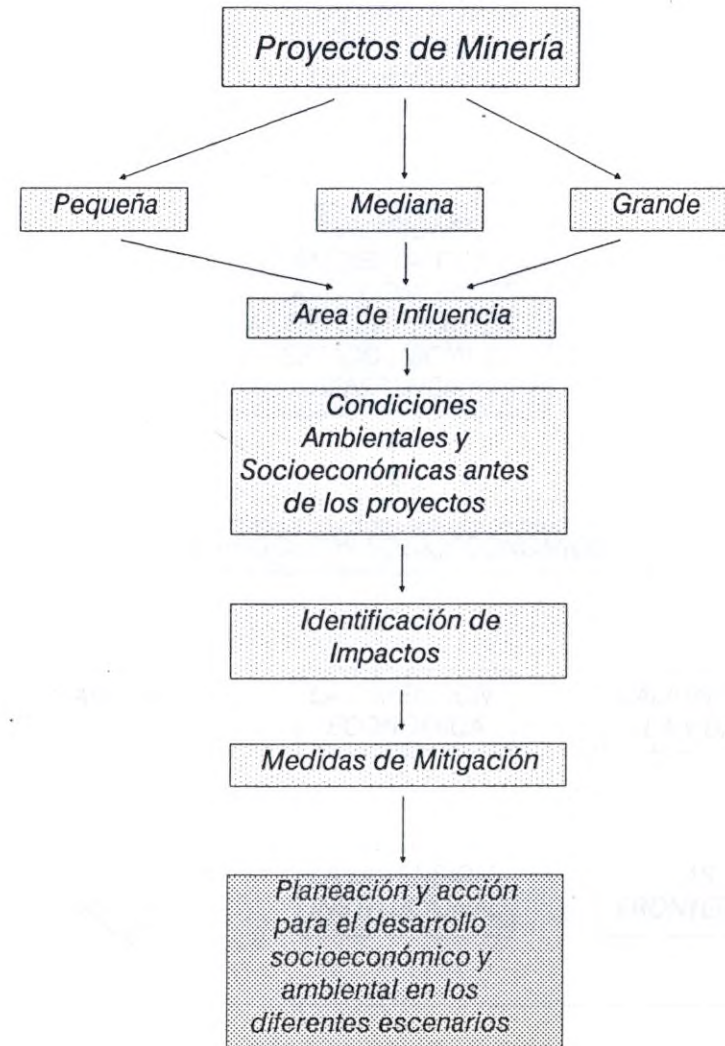 Proyectos de Minería
Pequeña
Mediana
Grande
Area de Influencia
Condiciones
Ambientales y
Socioeconómicas antes
de los proyectos
Identificación de
Impactos
Medidas de Mitigación
Planeación y acción
para el desarrollo
socioeconómico y
ambiental en los
diferentes escenarios